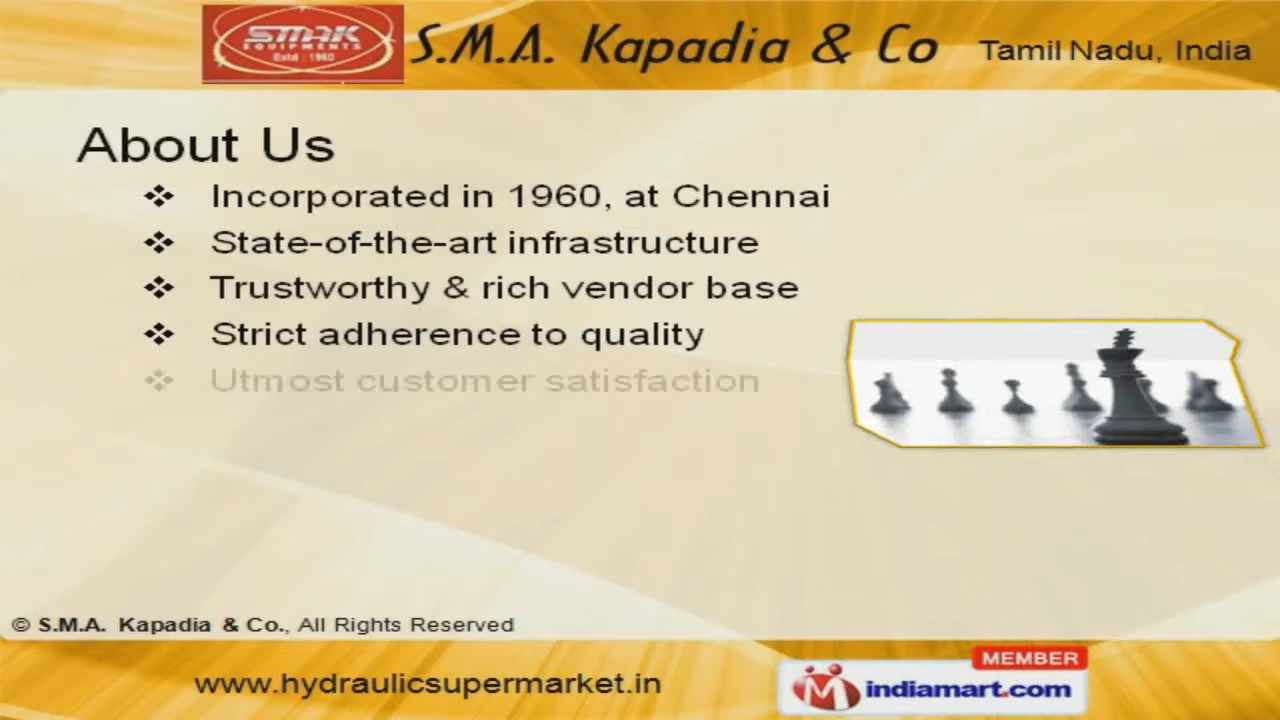 SMAK
EQUIPMENTS
Estd : 1960
S.M.A. Kapadia & Co
Tamil Nadu, India
About Us
Incorporated in 1960, at Chennai
State-of-the-art infrastructure
Trustworthy & rich vendor base
Strict adherence to quality
Utmost customer satisfaction
© S.M.A. Kapadia & Co., All Rights Reserved
www.hydraulicsupermarket.in
MEMBER
indiamart.com